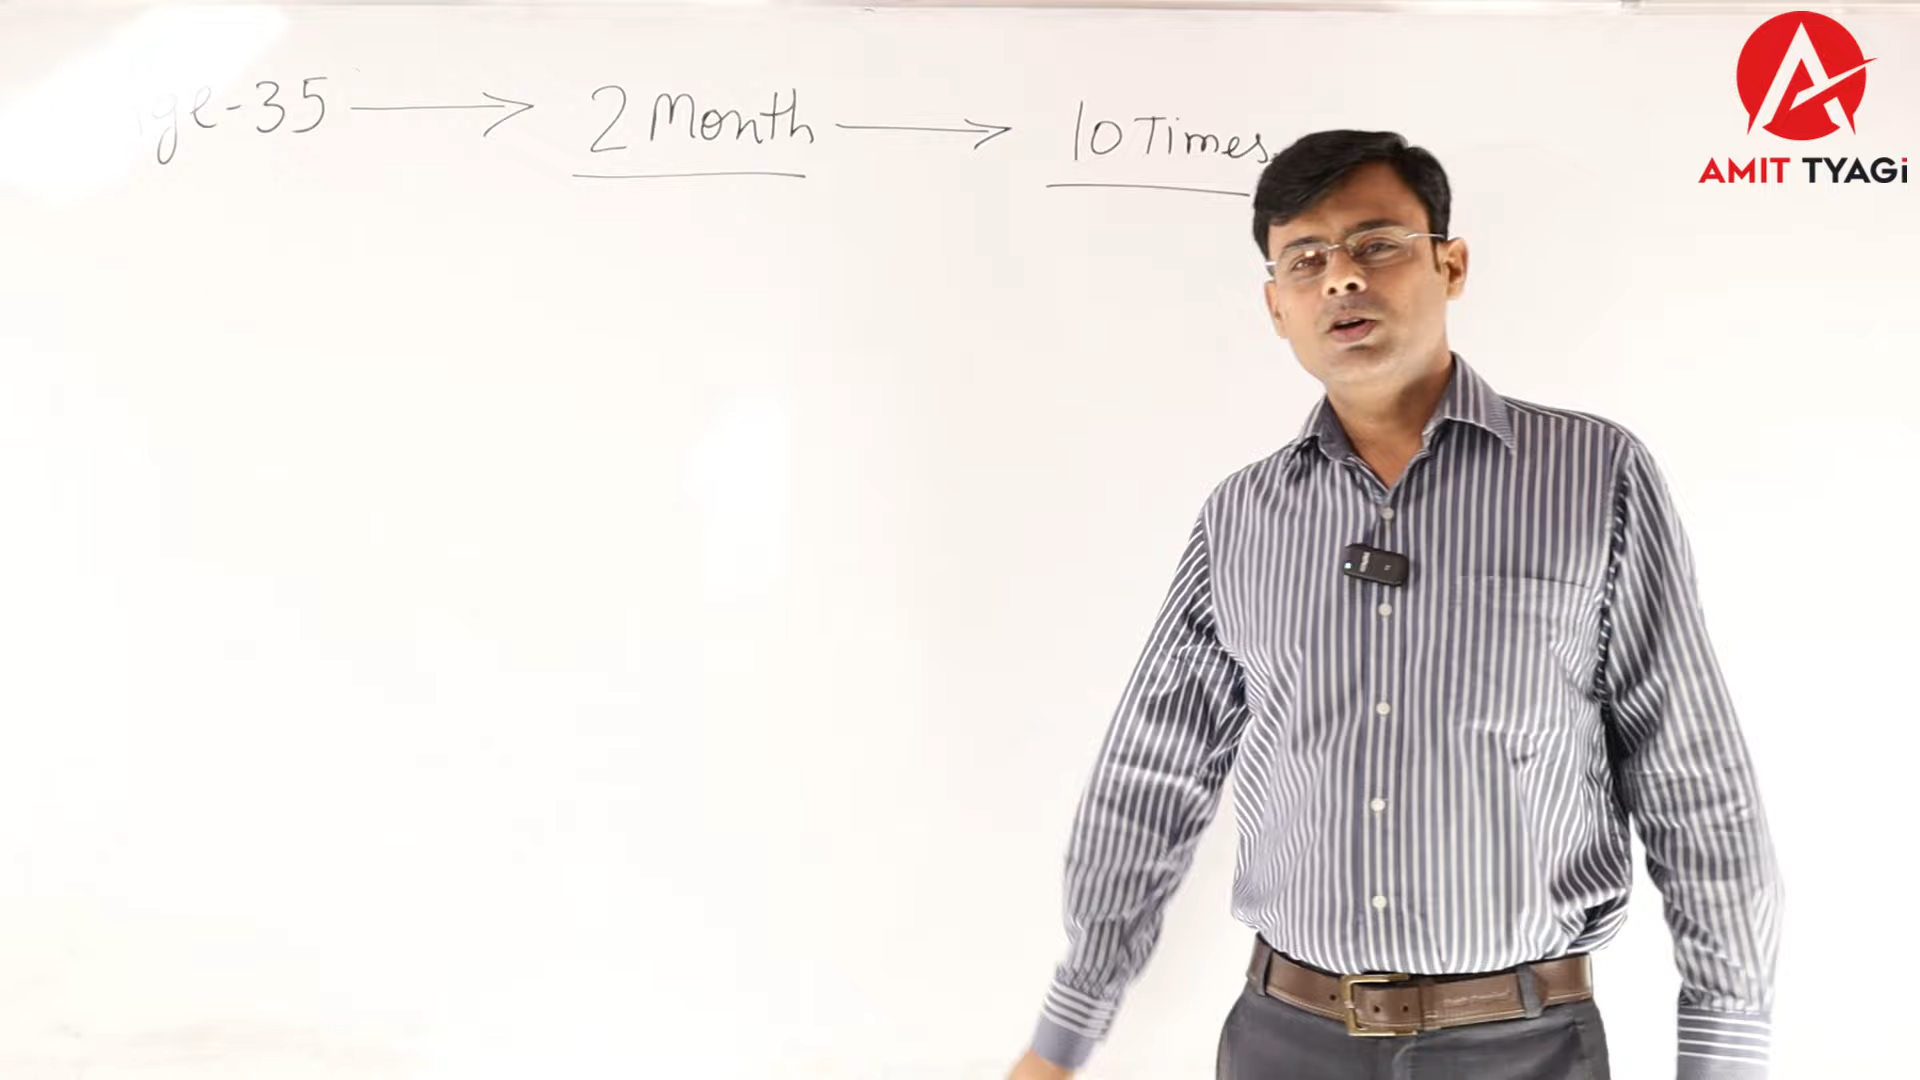 ge-35 → 2 Month → 10 Times
AMIT TYAGi